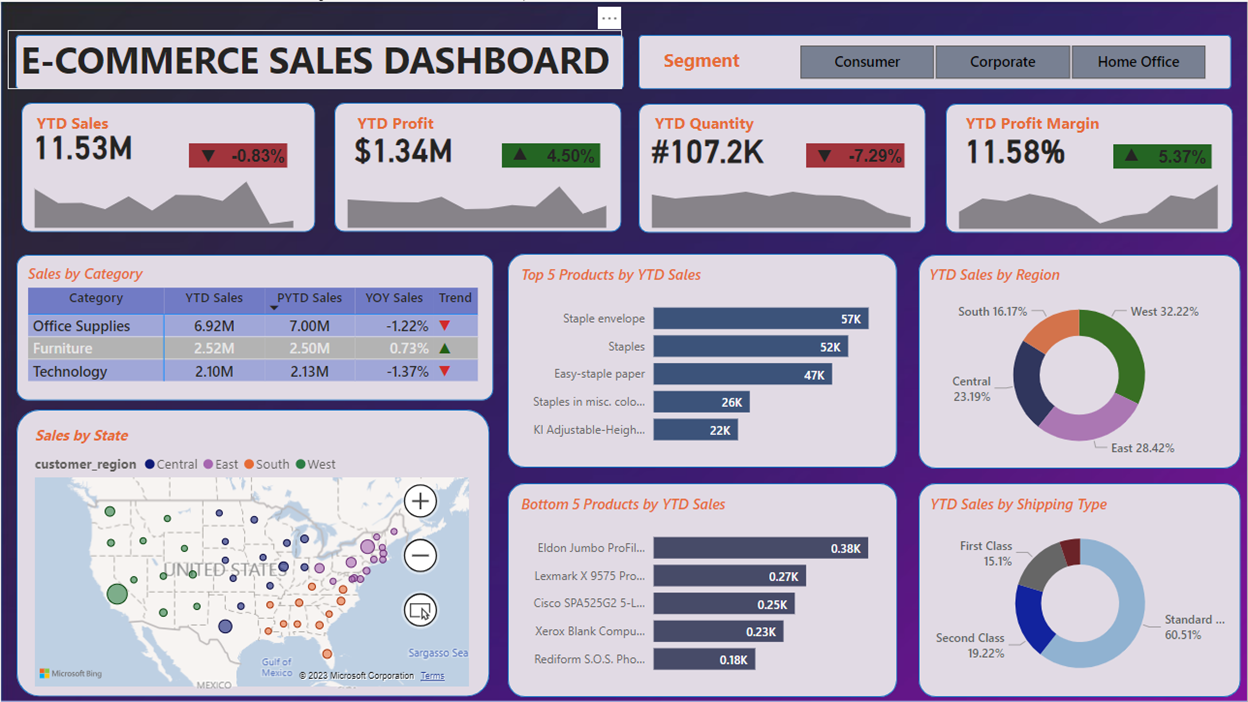 E-COMMERCE SALES DASHBOARD
Segment
Consumer
Corporate
Home Office
YTD Sales
11.53M
-0.83%
YTD Profit
$1.34M
4.50%
YTD Quantity
#107.2K
-7.29%
YTD Profit Margin
11.58%
5.37%
Sales by Category
Category YTD Sales PYTD Sales YOY Sales Trend
Office Supplies 6.92M 7.00M -1.22%
Furniture 2.52M 2.50M 0.73%
Technology 2.10M 2.13M -1.37%
Top 5 Products by YTD Sales
Staple envelope 57K
Staples 52K
Easy-staple paper 47K
Staples in misc. colo... 26K
KI Adjustable-Heigh... 22K
YTD Sales by Region
South 16.17%
West 32.22%
Central
23.19%
East 28.42%
Sales by State
customer_region Central East South West
UNITED STATES
Gulf of
Mexico
Sargasso Sea
MEXICO
Microsoft Bing
© 2023 Microsoft Corporation Terms
Bottom 5 Products by YTD Sales
Eldon Jumbo ProFil... 0.38K
Lexmark X 9575 Pro... 0.27K
Cisco SPA525G2 5-L... 0.25K
Xerox Blank Compu... 0.23K
Rediform S.O.S. Pho... 0.18K
YTD Sales by Shipping Type
First Class
15.1%
Second Class
19.22%
Standard ...
60.51%